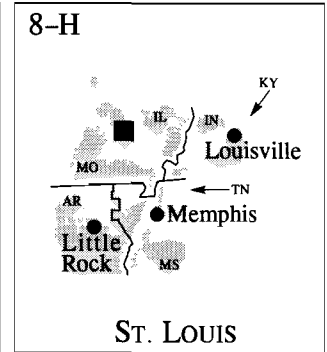 8-H
KY
IL
IN
Louisville
MO
TN
AR
Memphis
Little
Rock
MS
ST. LOUIS